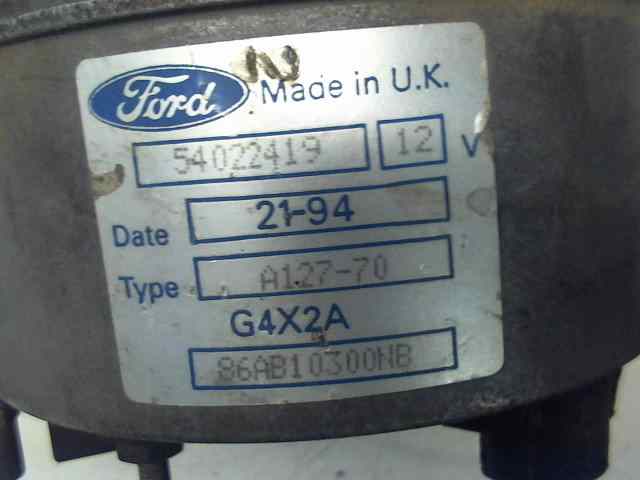 Ford Made in U.K.
54022419 12 V
Date 21-94
Type A127-70
G4X2A
86AB10300NB